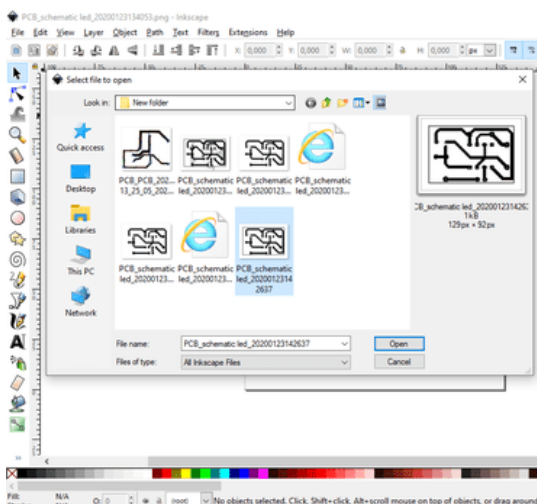 PCB_schematic led_20200123134053.png - Inkscape
File Edit View Layer Object Path Text Filters Extensions Help
X: 0,000 Y: 0,000 W: 0,000 H: 0,000 px
Select file to open
Look in: New folder
Quick access
Desktop
Libraries
This PC
Network
PCB_PCB_202... PCB_schematic PCB_schematic PCB_schematic
13_25_05_202... led_20200123... led_20200123... led_20200123...
PCB_schematic PCB_schematic PCB_schematic
led_20200123... led_20200123... led_2020012314
2637
CB_schematic led_2020012314263
1kB
129px × 92px
File name: PCB_schematic led_20200123142637 Open
Files of type: All Inkscape Files Cancel
Fill: N/A O: 0 (root) No objects selected. Click, Shift+click, Alt+scroll mouse on top of objects, or drag around
N/A